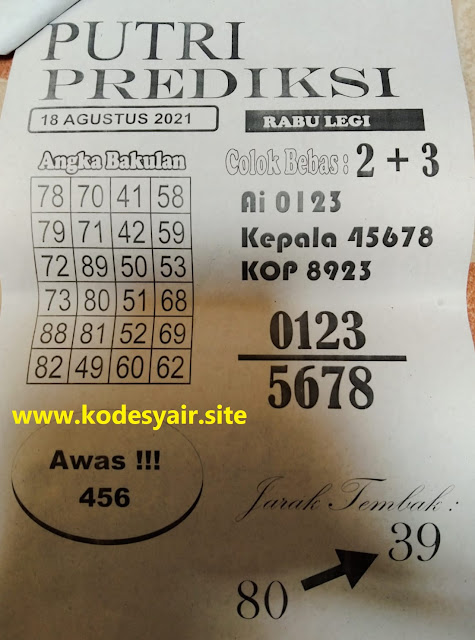 PUTRI
PREDIKSI
18 AGUSTUS 2021
RABU LEGI
Angka Bakulan
78 70 41 58
79 71 42 59
72 89 50 53
73 80 51 68
88 81 52 69
82 49 60 62
Colok Bebas : 2 + 3
Ai 0123
Kepala 45678
KOP 8923
0123
5678
www.kodesyair.site
Awas !!!
456
Jarak Tembak :
39
80